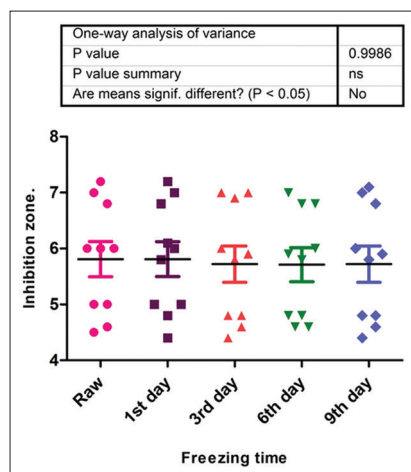 One-way analysis of variance
P value 0.9986
P value summary ns
Are means signif. different? (P < 0.05) No
8
7
6
5
4
Inhibition zone.
Raw
1st day
3rd day
6th day
9th day
Freezing time